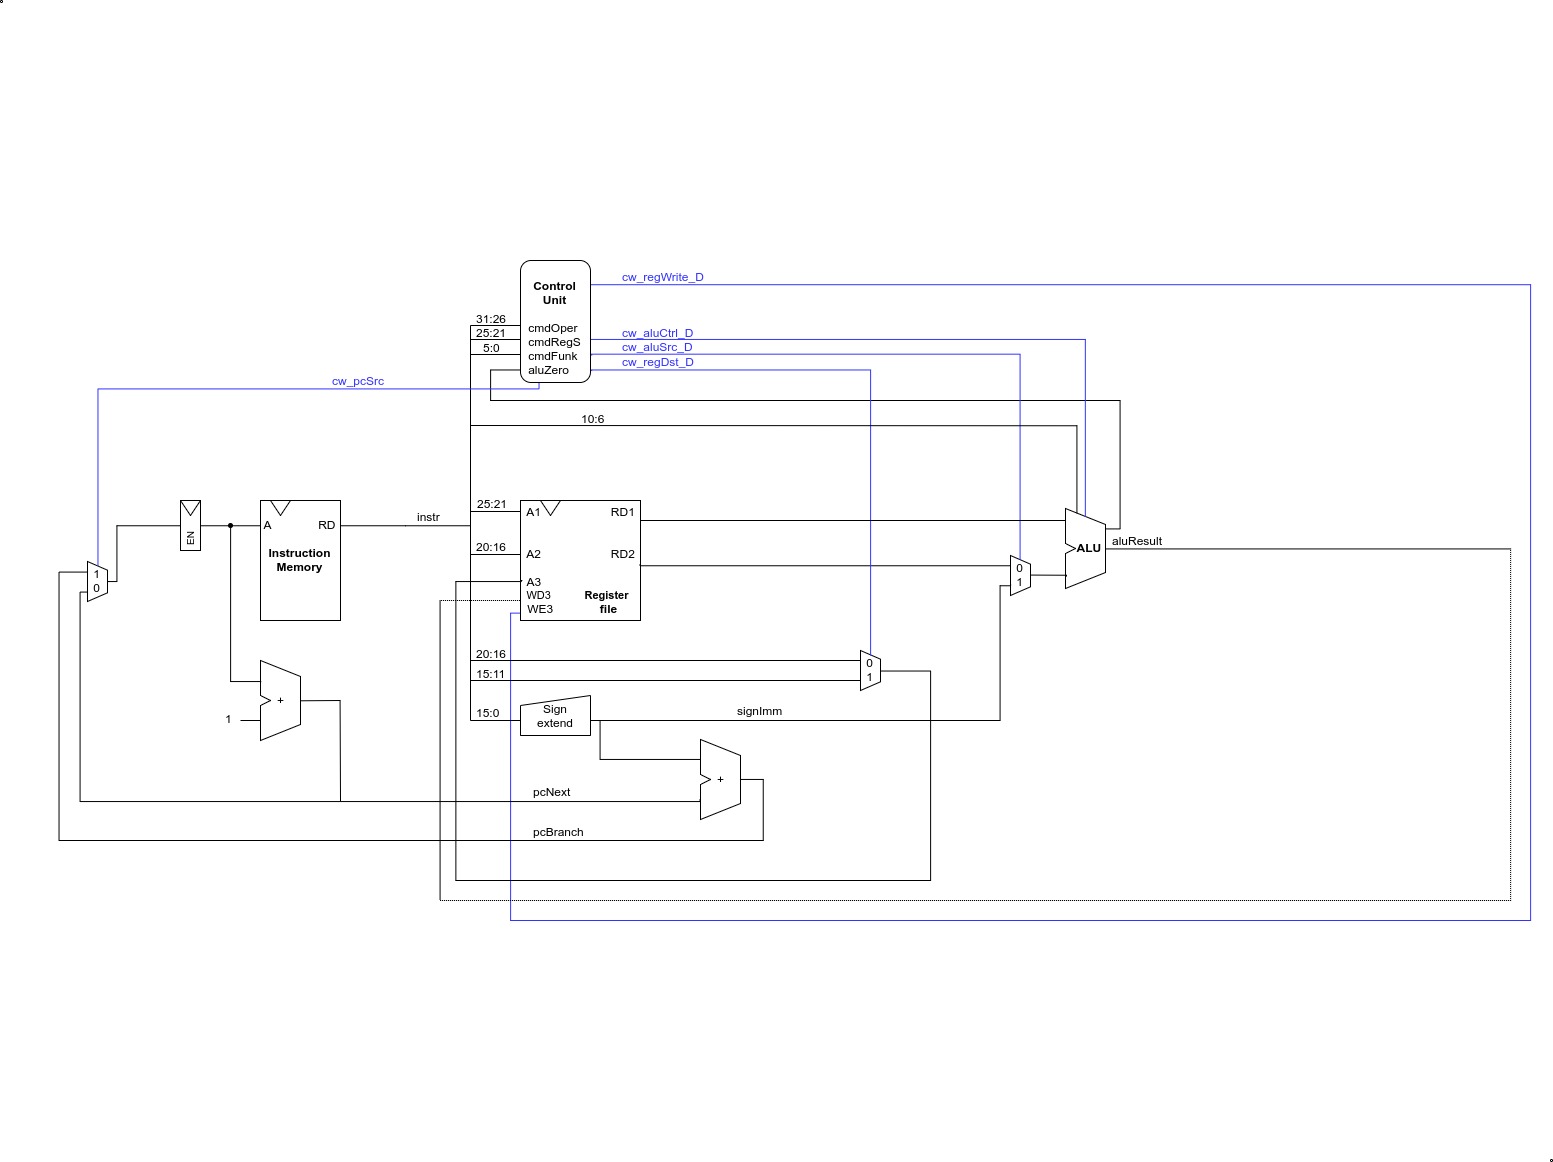 cw_regWrite_D
Control
Unit
31:26
cmdOper
25:21
cmdRegS
cw_aluCtrl_D
5:0
cmdFunk
cw_aluSrc_D
aluZero
cw_regDst_D
cw_pcSrc
10:6
25:21
A1
RD1
instr
A
RD
EN
Instruction
Memory
20:16
A2
RD2
ALU
aluResult
1
0
A3
WD3
WE3
Register
file
0
1
20:16
15:11
0
1
15:0
Sign
extend
signImm
+
1
+
pcNext
pcBranch